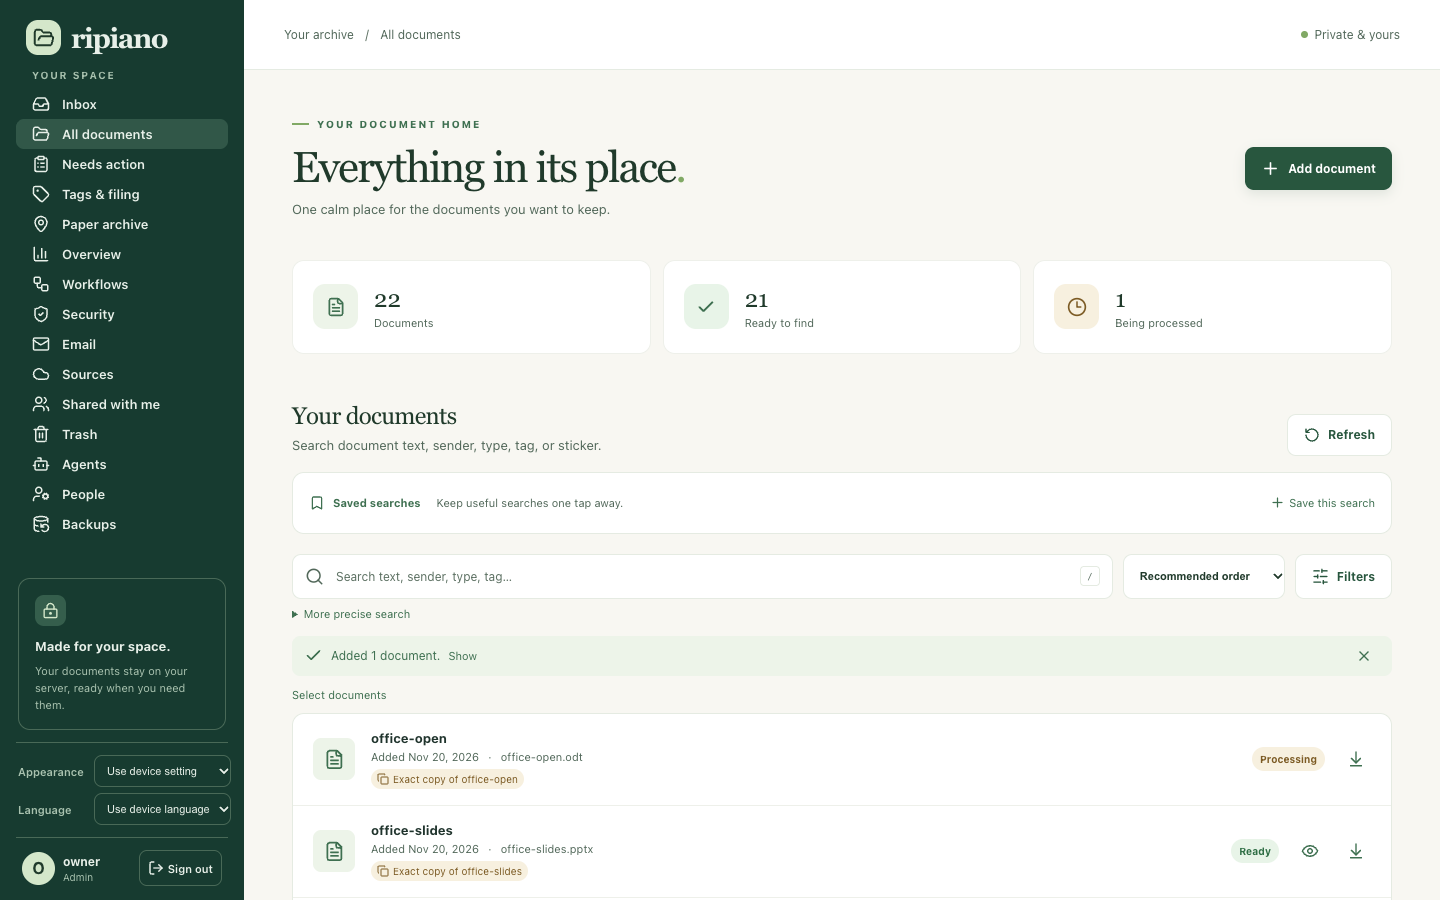 ripiano
YOUR SPACE
Inbox
All documents
Needs action
Tags & filing
Paper archive
Overview
Workflows
Security
Email
Sources
Shared with me
Trash
Agents
People
Backups
Made for your space.
Your documents stay on your
server, ready when you need
them.
Appearance Use device setting
Language Use device language
O owner
Admin
Sign out
Your archive / All documents
Private & yours
YOUR DOCUMENT HOME
Everything in its place.
One calm place for the documents you want to keep.
Add document
22
Documents
21
Ready to find
1
Being processed
Your documents
Search document text, sender, type, tag, or sticker.
Refresh
Saved searches Keep useful searches one tap away.
Save this search
Search text, sender, type, tag... /
Recommended order
Filters
More precise search
Added 1 document. Show
Select documents
office-open
Added Nov 20, 2026 · office-open.odt
Exact copy of office-open
Processing
office-slides
Added Nov 20, 2026 · office-slides.pptx
Exact copy of office-slides
Ready